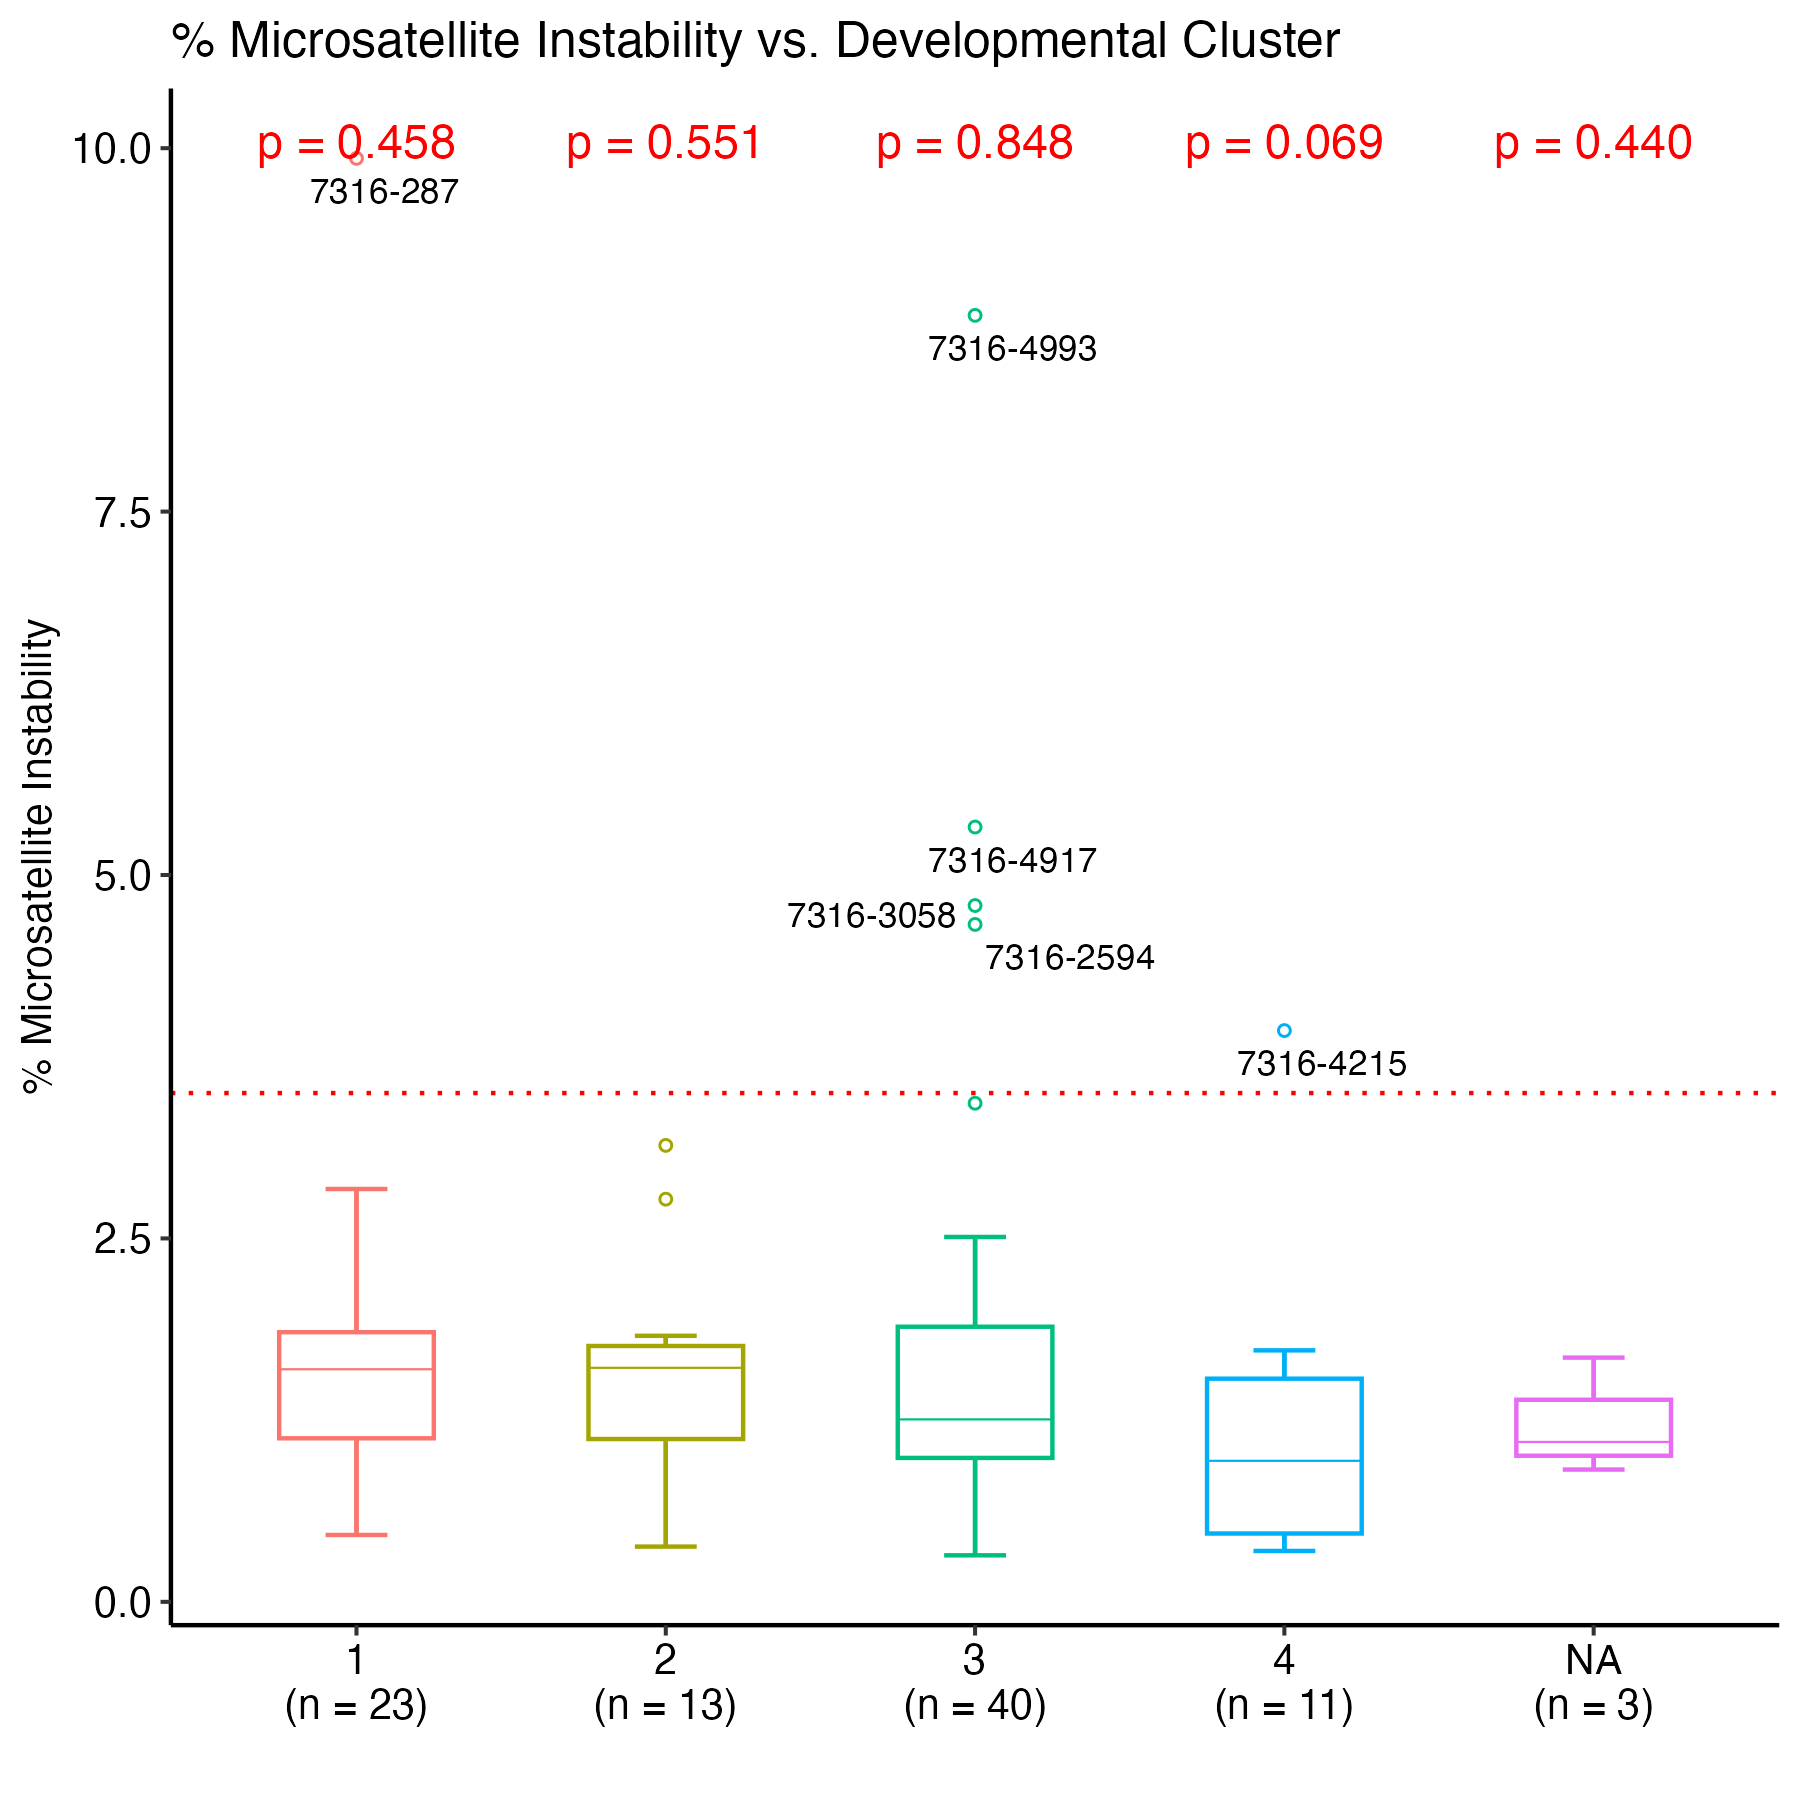 % Microsatellite Instability vs. Developmental Cluster
% Microsatellite Instability
10.0
7.5
5.0
2.5
0.0
p = 0.458
p = 0.551
p = 0.848
p = 0.069
p = 0.440
7316-287
7316-4993
7316-4917
7316-3058
7316-2594
7316-4215
1
(n = 23)
2
(n = 13)
3
(n = 40)
4
(n = 11)
NA
(n = 3)